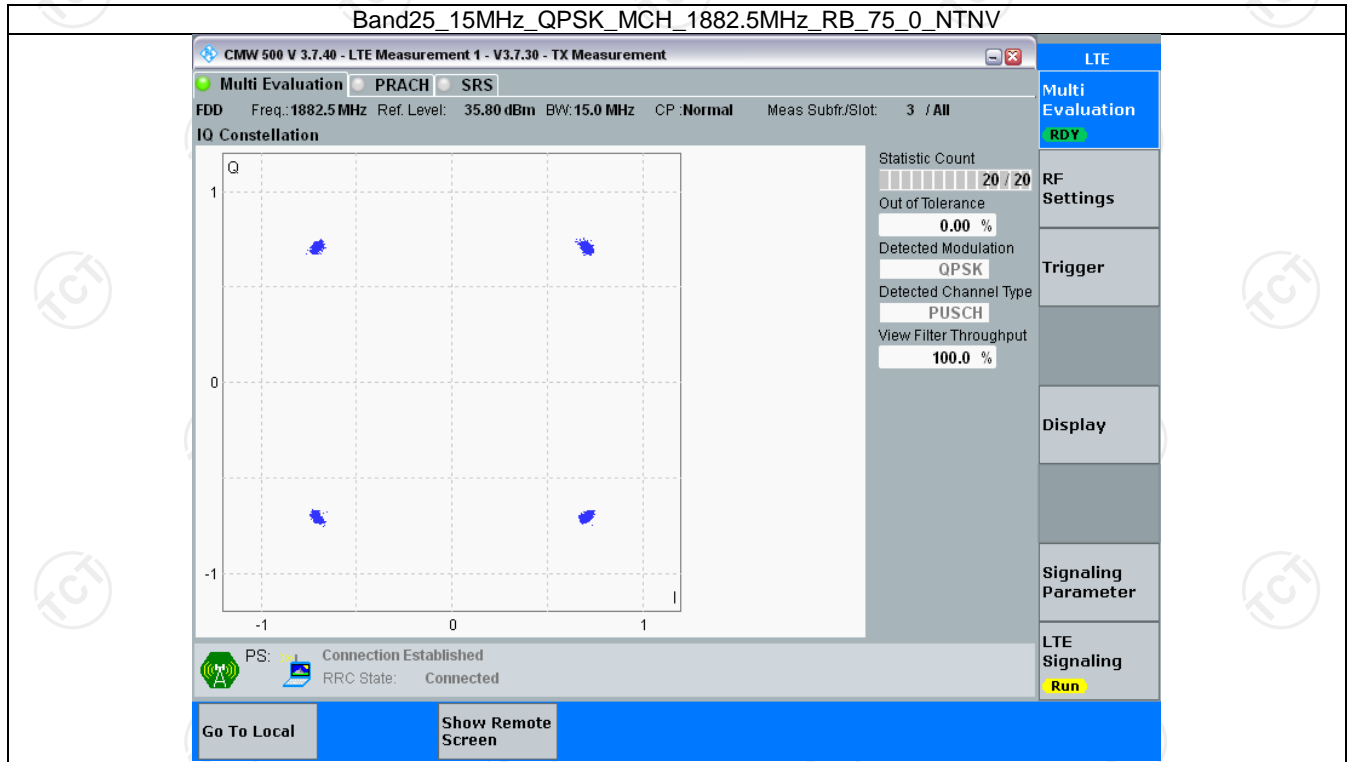 Band25_15MHz_QPSK_MCH_1882.5MHz_RB_75_0_NTNV
CMW 500 V 3.7.40 - LTE Measurement 1 - V3.7.30 - TX Measurement
LTE
Multi Evaluation PRACH SRS
FDD Freq.: 1882.5 MHz Ref. Level: 35.80 dBm BW: 15.0 MHz CP : Normal Meas Subfr./Slot: 3 / All
IQ Constellation
Q
1
0
-1
I
-1 0 1
Statistic Count
20 / 20
Out of Tolerance
0.00 %
Detected Modulation
QPSK
Detected Channel Type
PUSCH
View Filter Throughput
100.0 %
Multi
Evaluation
RDY
RF
Settings
Trigger
Display
Signaling
Parameter
LTE
Signaling
Run
PS: Connection Established
RRC State: Connected
Go To Local
Show Remote
Screen
TCT
TCT
TCT
TCT